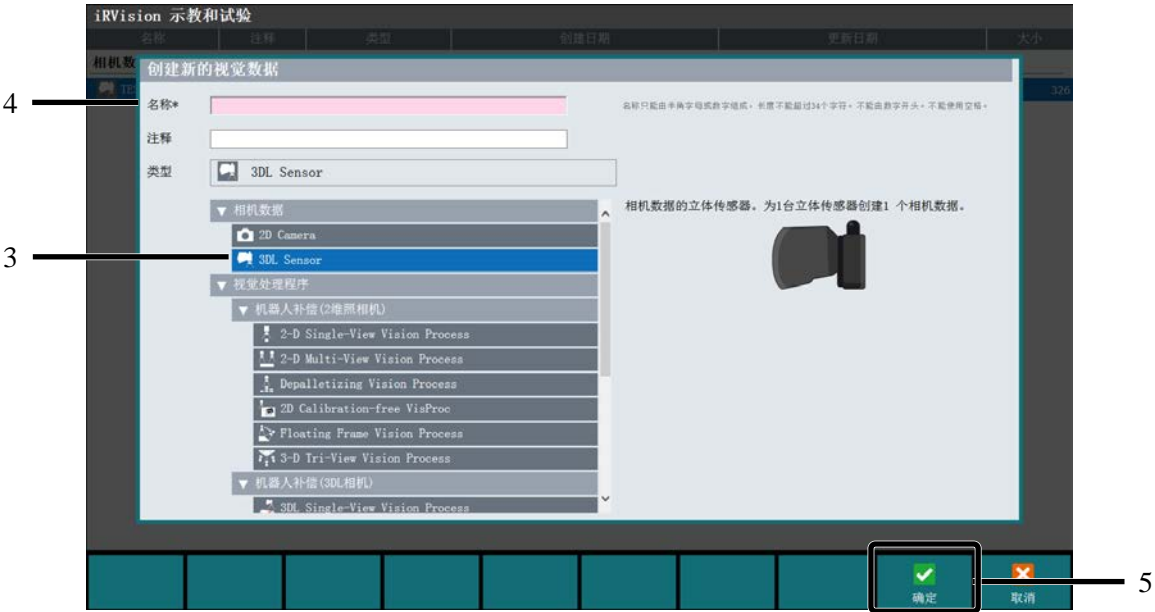 iRVision 示教和试验
名称 注释 类型 创建日期 更新日期 大小
相机数
创建新的视觉数据
TE 326
4
名称*
名称只能由半角字母或数字组成。长度不能超过34个字符。不能由数字开头。不能使用空格。
注释
类型 3DL Sensor
相机数据的立体传感器。为1台立体传感器创建1 个相机数据。
▼ 相机数据
2D Camera
3
3DL Sensor
▼ 视觉处理程序
▼ 机器人补偿(2维照相机)
2-D Single-View Vision Process
2-D Multi-View Vision Process
Depalletizing Vision Process
2D Calibration-free VisProc
Floating Frame Vision Process
3-D Tri-View Vision Process
▼ 机器人补偿(3DL相机)
3DL Single-View Vision Process
5
确定 取消